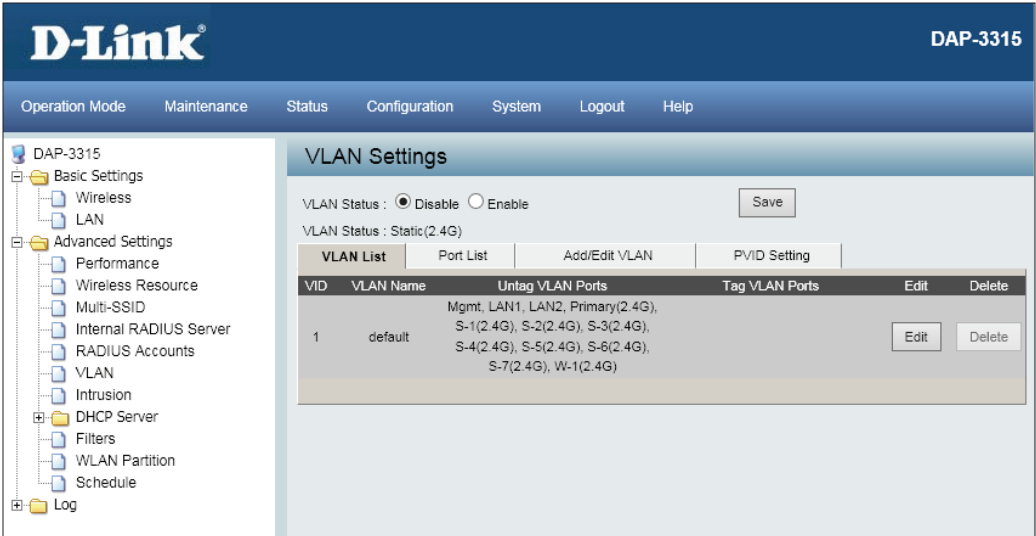 D-Link®
DAP-3315
Operation Mode Maintenance Status Configuration System Logout Help
DAP-3315
Basic Settings
Wireless
LAN
Advanced Settings
Performance
Wireless Resource
Multi-SSID
Internal RADIUS Server
RADIUS Accounts
VLAN
Intrusion
DHCP Server
Filters
WLAN Partition
Schedule
Log
VLAN Settings
VLAN Status : Disable Enable Save
VLAN Status : Static(2.4G)
VLAN List Port List Add/Edit VLAN PVID Setting
VID VLAN Name Untag VLAN Ports Tag VLAN Ports Edit Delete
Mgmt, LAN1, LAN2, Primary(2.4G),
S-1(2.4G), S-2(2.4G), S-3(2.4G),
1 default Edit Delete
S-4(2.4G), S-5(2.4G), S-6(2.4G),
S-7(2.4G), W-1(2.4G)